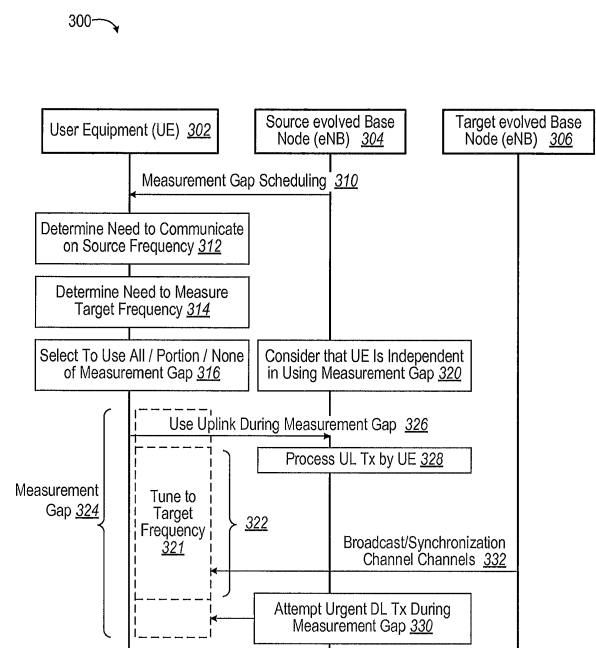 300
User Equipment (UE) 302
Source evolved Base
Node (eNB) 304
Target evolved Base
Node (eNB) 306
Measurement Gap Scheduling 310
Determine Need to Communicate
on Source Frequency 312
Determine Need to Measure
Target Frequency 314
Select To Use All / Portion / None
of Measurement Gap 316
Consider that UE Is Independent
in Using Measurement Gap 320
Use Uplink During Measurement Gap 326
Process UL Tx by UE 328
Measurement
Gap 324
Tune to
Target
Frequency
321
322
Broadcast/Synchronization
Channel Channels 332
Attempt Urgent DL Tx During
Measurement Gap 330